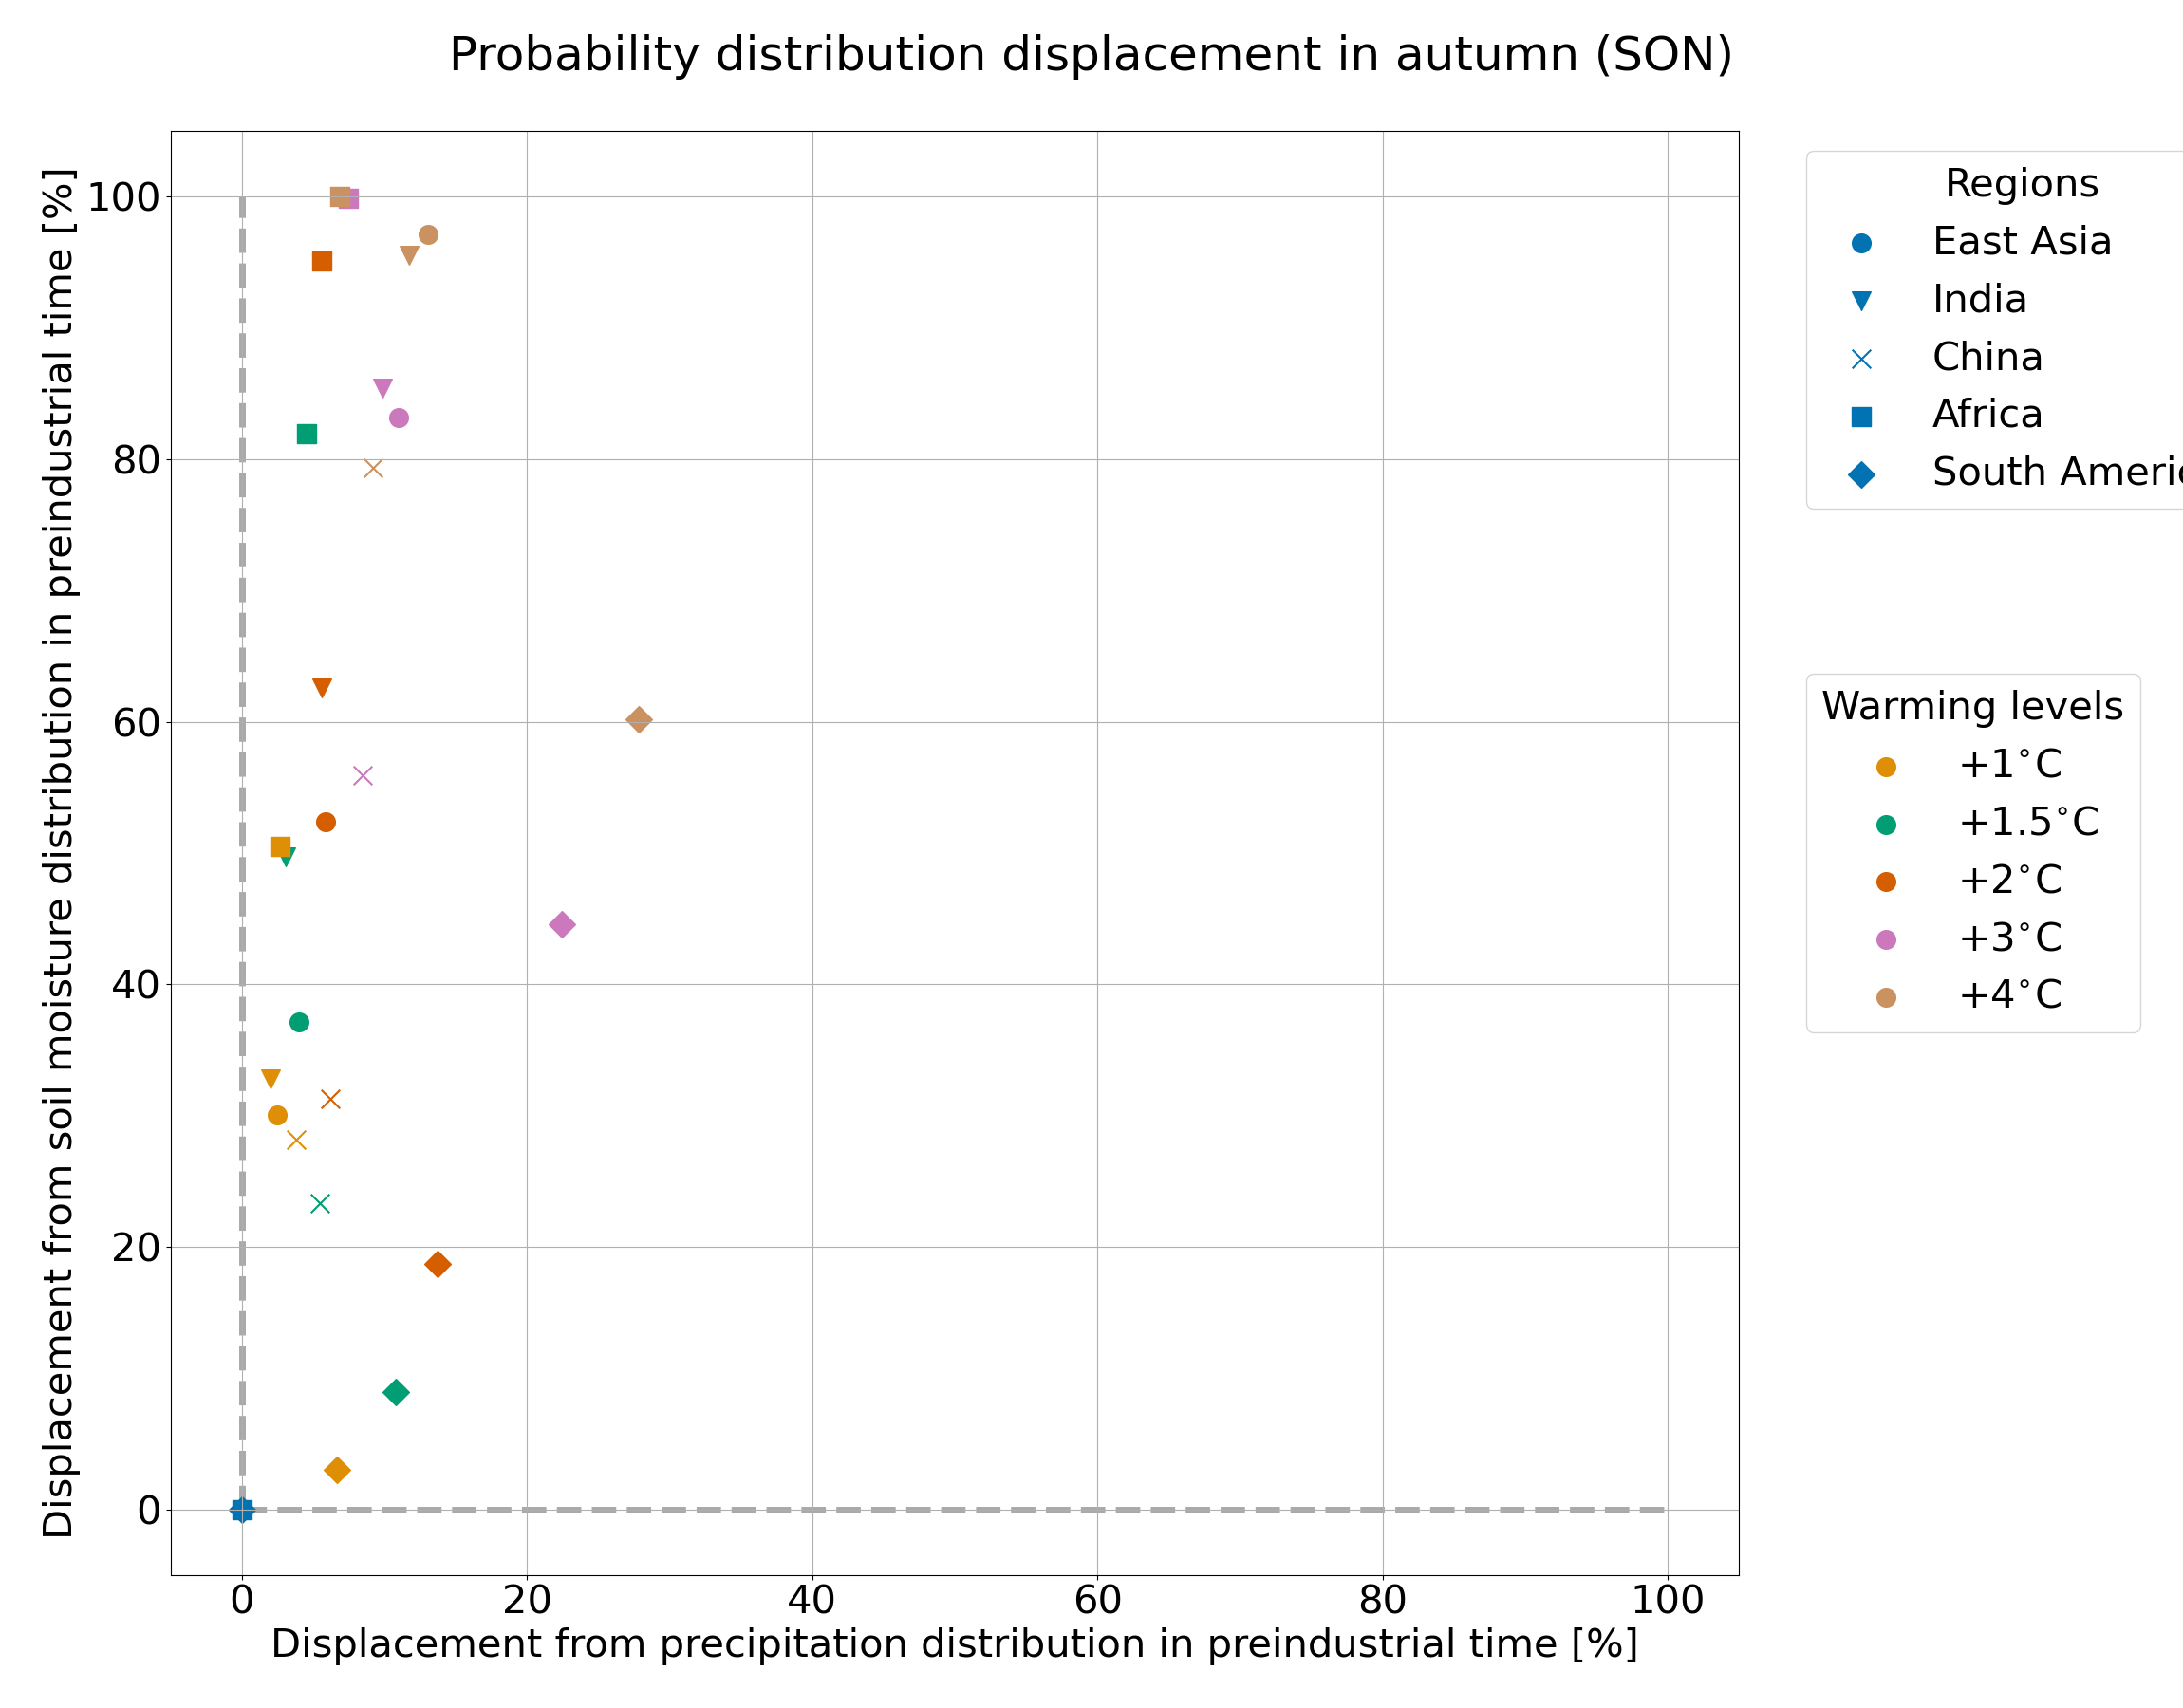 Probability distribution displacement in autumn (SON)
Displacement from soil moisture distribution in preindustrial time [%]
100
80
60
40
20
0
0 20 40 60 80 100
Displacement from precipitation distribution in preindustrial time [%]
Regions
East Asia
India
China
Africa
South Ameri
Warming levels
+1°C
+1.5°C
+2°C
+3°C
+4°C